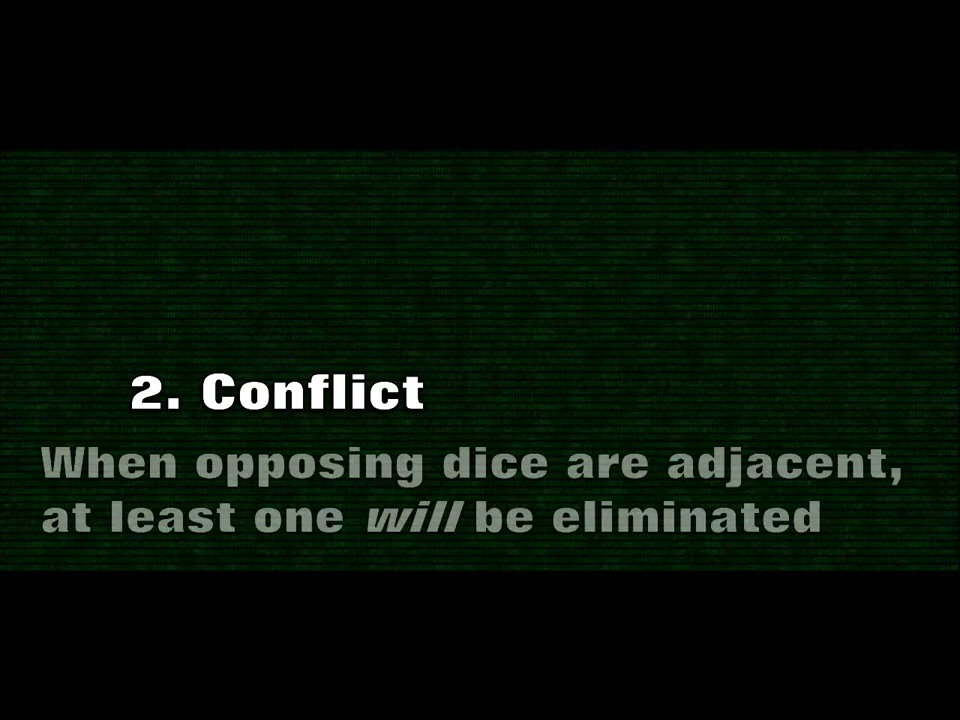 2. Conflict
When opposing dice are adjacent,
at least one will be eliminated